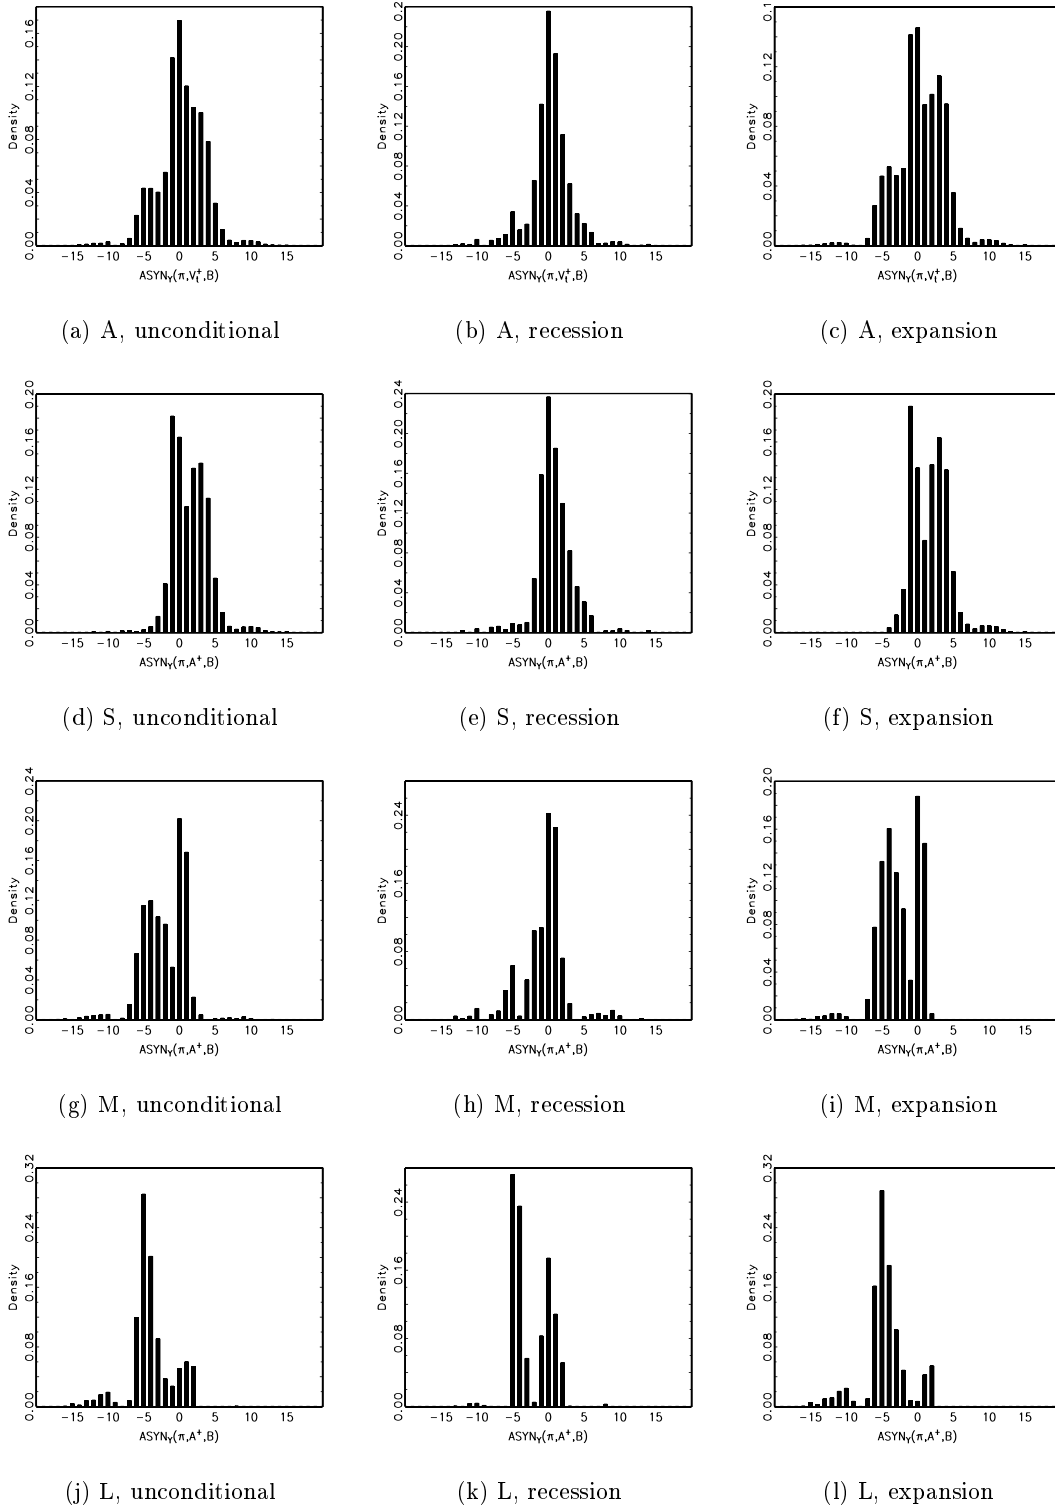 0.00 0.04 0.08 0.12 0.16
Density
-15 -10 -5 0 5 10 15
ASYN_Y(π,V_t^+,B)
(a) A, unconditional
0.00 0.04 0.08 0.12 0.16 0.2
Density
-15 -10 -5 0 5 10 15
ASYN_Y(π,V_t^+,B)
(b) A, recession
0.00 0.04 0.08 0.12 0.1
Density
-15 -10 -5 0 5 10 15
ASYN_Y(π,V_t^+,B)
(c) A, expansion
0.00 0.04 0.08 0.12 0.16 0.20
Density
-15 -10 -5 0 5 10 15
ASYN_Y(π,A^+,B)
(d) S, unconditional
0.00 0.08 0.16 0.24
Density
-15 -10 -5 0 5 10 15
ASYN_Y(π,A^+,B)
(e) S, recession
0.00 0.04 0.08 0.12 0.16 0.20
Density
-15 -10 -5 0 5 10 15
ASYN_Y(π,A^+,B)
(f) S, expansion
0.00 0.04 0.08 0.12 0.16 0.20 0.24
Density
-15 -10 -5 0 5 10 15
ASYN_Y(π,A^+,B)
(g) M, unconditional
0.00 0.08 0.16 0.24
Density
-15 -10 -5 0 5 10 15
ASYN_Y(π,A^+,B)
(h) M, recession
0.00 0.04 0.08 0.12 0.16 0.20
Density
-15 -10 -5 0 5 10 15
ASYN_Y(π,A^+,B)
(i) M, expansion
0.00 0.08 0.16 0.24 0.32
Density
-15 -10 -5 0 5 10 15
ASYN_Y(π,A^+,B)
(j) L, unconditional
0.00 0.08 0.16 0.24
Density
-15 -10 -5 0 5 10 15
ASYN_Y(π,A^+,B)
(k) L, recession
0.00 0.08 0.16 0.24 0.32
Density
-15 -10 -5 0 5 10 15
ASYN_Y(π,A^+,B)
(l) L, expansion